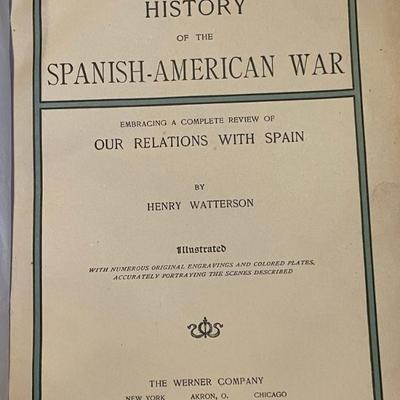 HISTORY
OF THE
SPANISH-AMERICAN WAR
EMBRACING A COMPLETE REVIEW OF
OUR RELATIONS WITH SPAIN
BY
HENRY WATTERSON
Illustrated
WITH NUMEROUS ORIGINAL ENGRAVINGS AND COLORED PLATES,
ACCURATELY PORTRAYING THE SCENES DESCRIBED
THE WERNER COMPANY
NEW YORK AKRON, O. CHICAGO